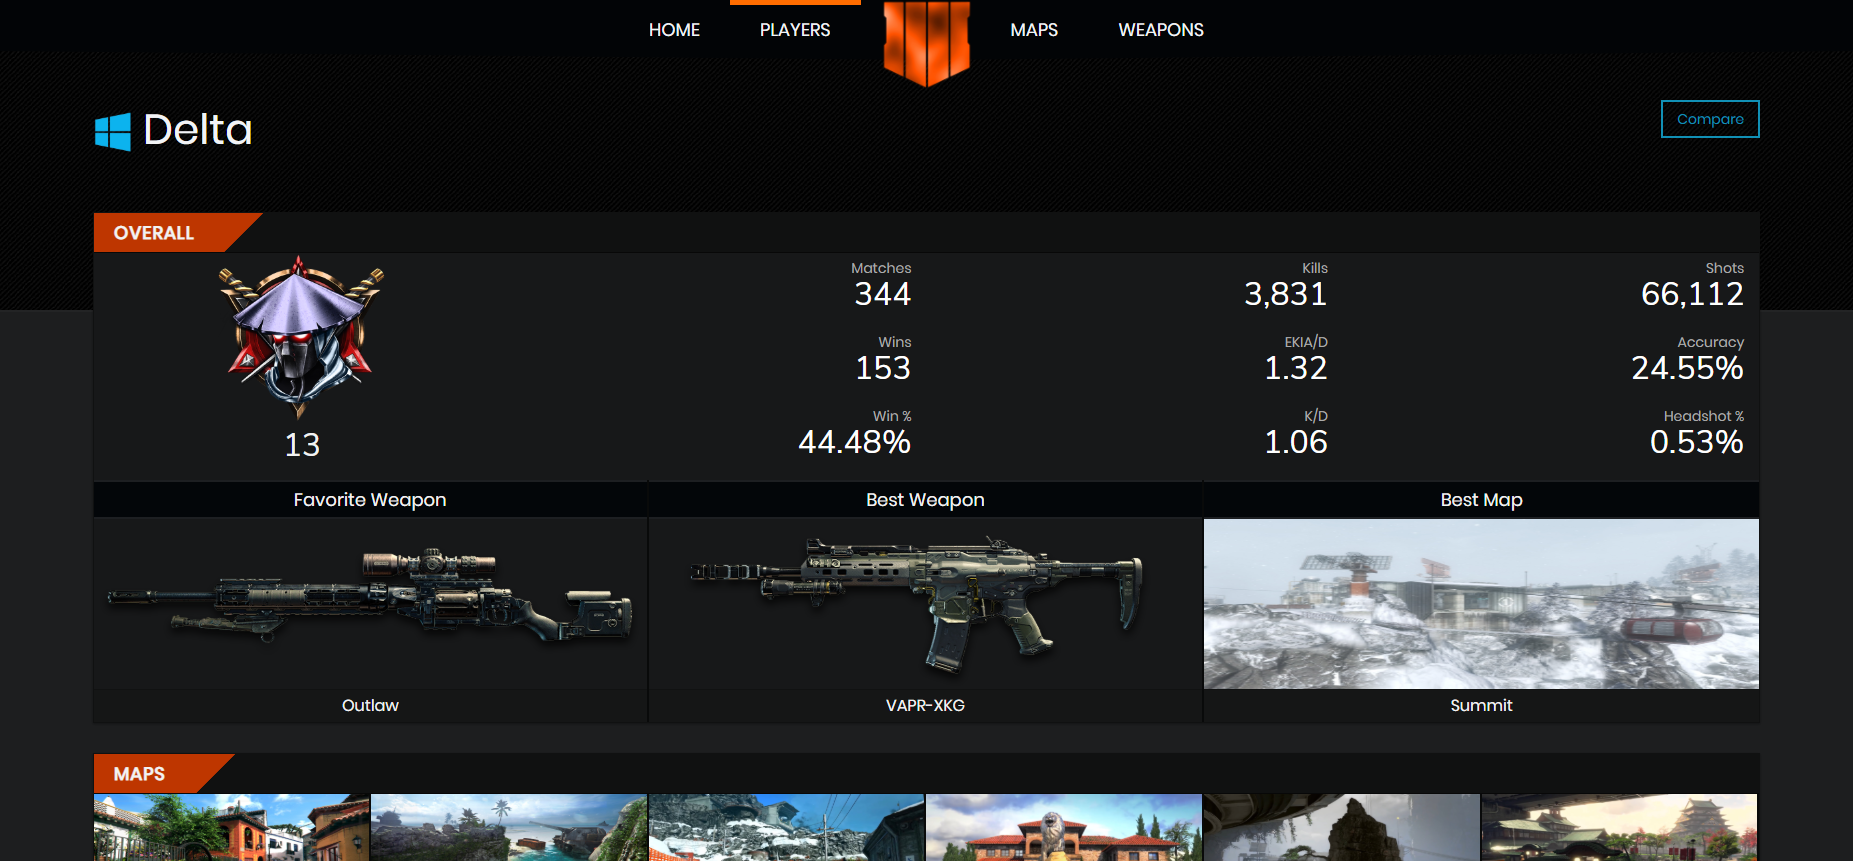 HOME PLAYERS MAPS WEAPONS
Delta
Compare
OVERALL
Matches
344
Wins
153
Win %
44.48%
Kills
3,831
EKIA/D
1.32
K/D
1.06
Shots
66,112
Accuracy
24.55%
Headshot %
0.53%
13
Favorite Weapon
Outlaw
Best Weapon
VAPR-XKG
Best Map
Summit
MAPS